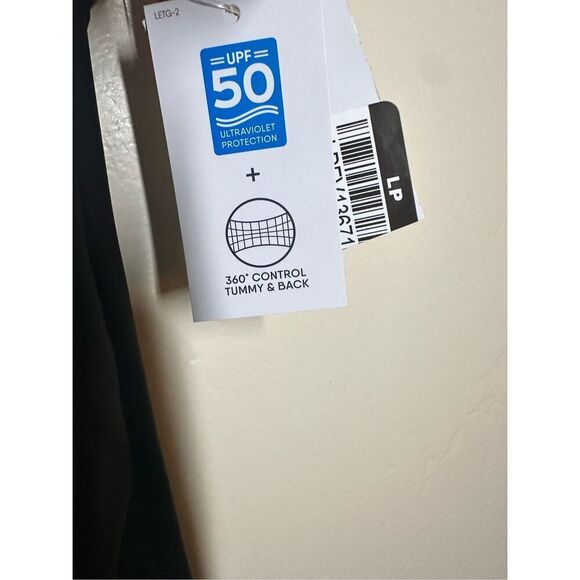 LETG-2
UPF
50
ULTRAVIOLET
PROTECTION
+
360° CONTROL
TUMMY & BACK
LP